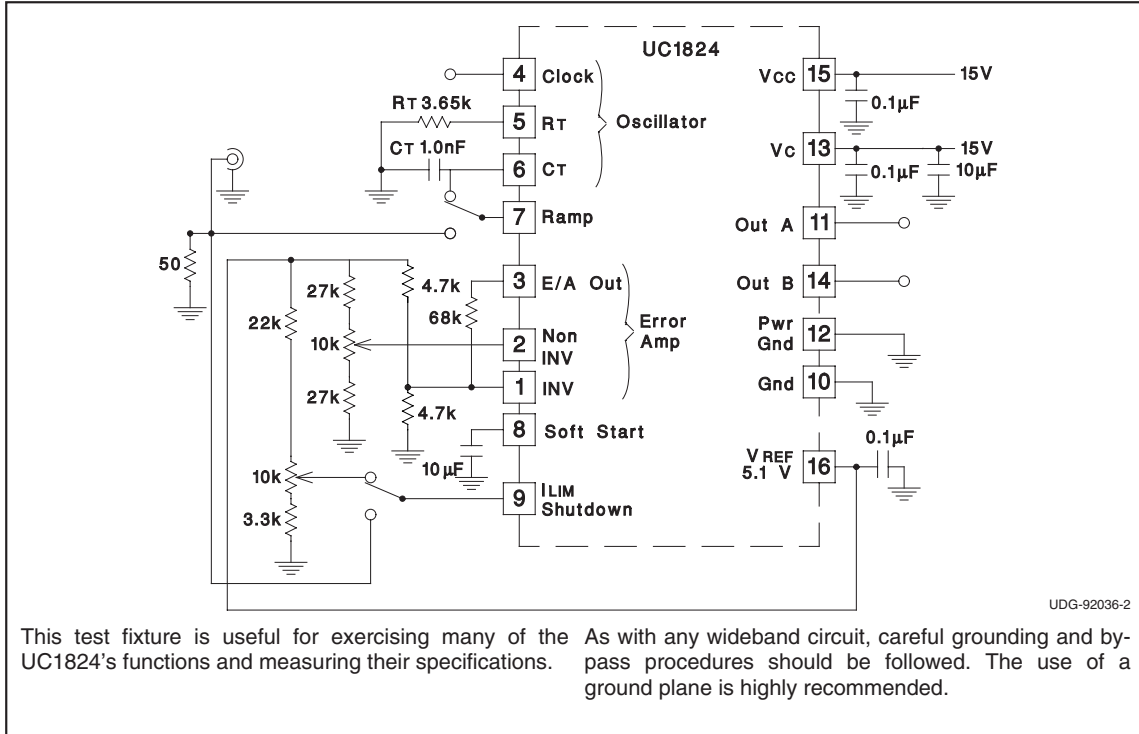 UC1824
4 Clock
RT 3.65k
5 RT
Oscillator
CT 1.0nF
6 CT
7 Ramp
50
27k
4.7k
3 E/A Out
22k
68k
Error
Amp
10k
2 Non
INV
27k
1 INV
4.7k
8 Soft Start
10µF
10k
9 ILIM
Shutdown
3.3k
Vcc 15 15V
0.1µF
Vc 13 15V
0.1µF 10µF
Out A 11
Out B 14
Pwr
Gnd 12
Gnd 10
0.1µF
VREF
5.1 V 16
UDG-92036-2
This test fixture is useful for exercising many of the
UC1824's functions and measuring their specifications.
As with any wideband circuit, careful grounding and by-
pass procedures should be followed. The use of a
ground plane is highly recommended.